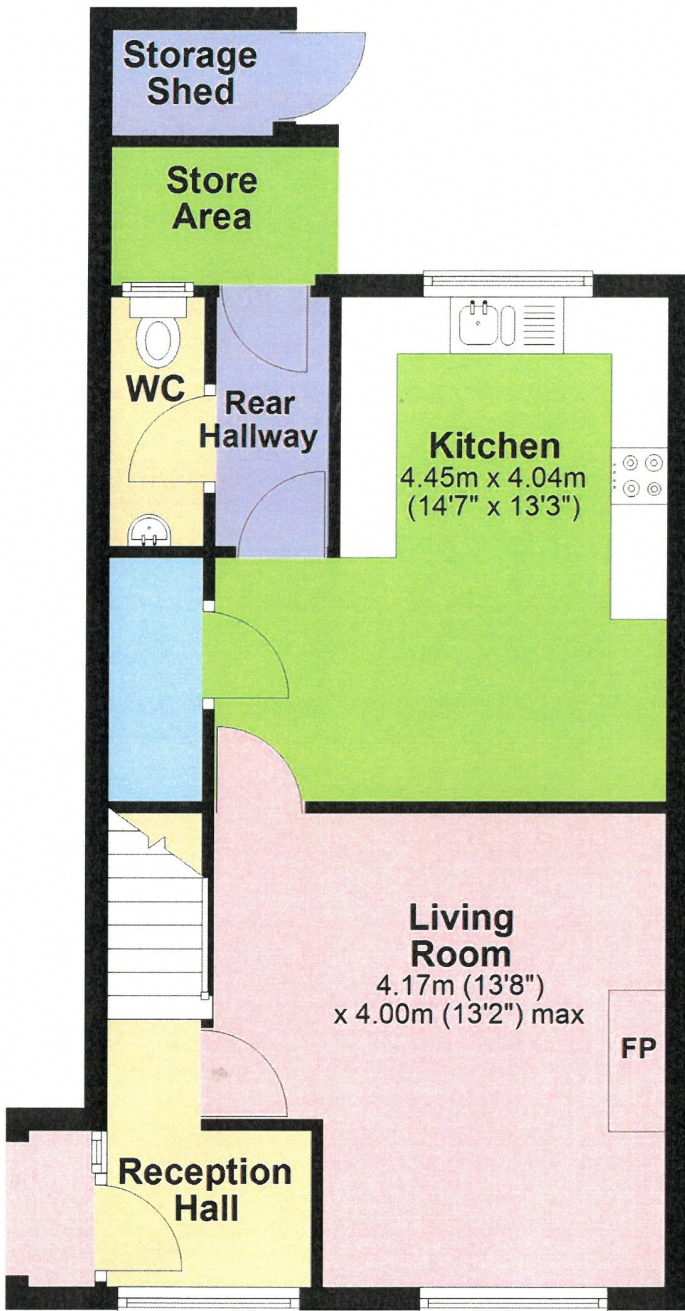 Storage
Shed
Store
Area
WC
Rear
Hallway
Kitchen
4.45m x 4.04m
(14'7" x 13'3")
Living
Room
4.17m (13'8")
x 4.00m (13'2") max
FP
Reception
Hall